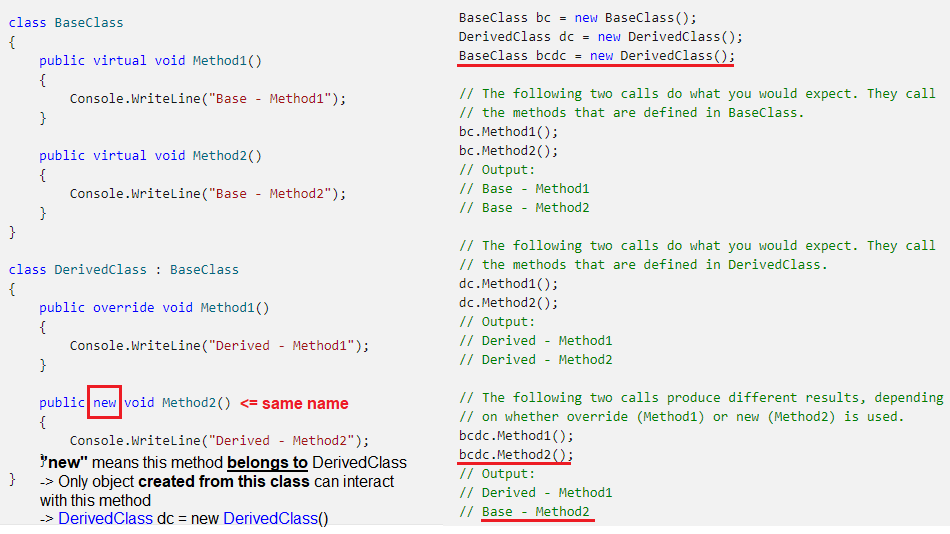 class BaseClass
{
public virtual void Method1()
{
Console.WriteLine("Base - Method1");
}
public virtual void Method2()
{
Console.WriteLine("Base - Method2");
}
}
class DerivedClass : BaseClass
{
public override void Method1()
{
Console.WriteLine("Derived - Method1");
}
public new void Method2() <= same name
{
Console.WriteLine("Derived - Method2");
}
"new" means this method belongs to DerivedClass
}
-> Only object created from this class can interact
with this method
-> DerivedClass dc = new DerivedClass()
BaseClass bc = new BaseClass();
DerivedClass dc = new DerivedClass();
BaseClass bcdc = new DerivedClass();
// The following two calls do what you would expect. They call
// the methods that are defined in BaseClass.
bc.Method1();
bc.Method2();
// Output:
// Base - Method1
// Base - Method2
// The following two calls do what you would expect. They call
// the methods that are defined in DerivedClass.
dc.Method1();
dc.Method2();
// Output:
// Derived - Method1
// Derived - Method2
// The following two calls produce different results, depending
// on whether override (Method1) or new (Method2) is used.
bcdc.Method1();
bcdc.Method2();
// Output:
// Derived - Method1
// Base - Method2